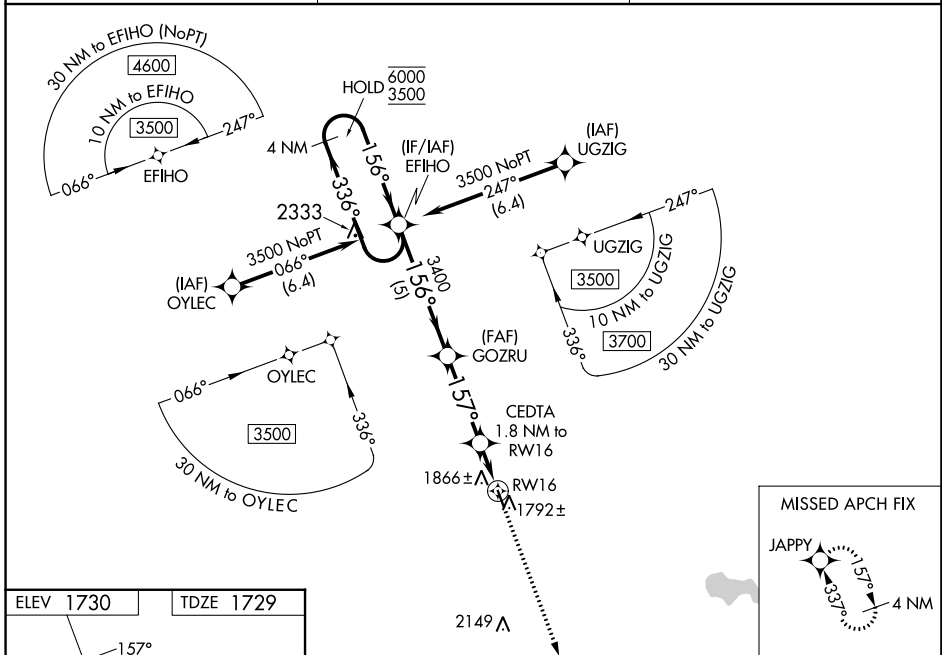 30 NM to EFIHO (NoPT)
4600
10 NM to EFIHO
3500
247°
066°
EFIHO
HOLD
6000
3500
4 NM
156°
336°
(IF/IAF)
EFIHO
(IAF)
UGZIG
3500 NoPT
247°
(6.4)
2333
3500 NoPT
066°
(6.4)
(IAF)
OYLEC
3400
156°
(5)
247°
UGZIG
3500
10 NM to UGZIG
3700
30 NM to UGZIG
336°
(FAF)
GOZRU
066°
OYLEC
336°
3500
30 NM to OYLEC
157°
CEDTA
1.8 NM to
RW16
1866±
RW16
1792±
2149
MISSED APCH FIX
JAPPY
157°
337°
4 NM
ELEV 1730
TDZE 1729
157°